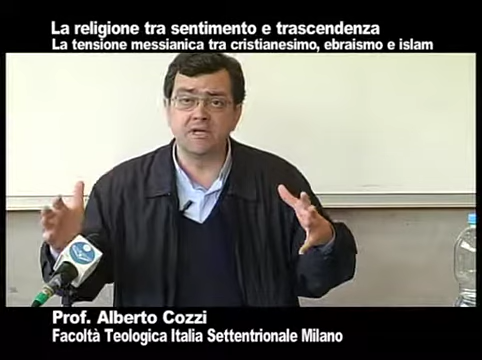 La religione tra sentimento e trascendenza
La tensione messianica tra cristianesimo, ebraismo e islam
Prof. Alberto Cozzi
Facoltà Teologica Italia Settentrionale Milano